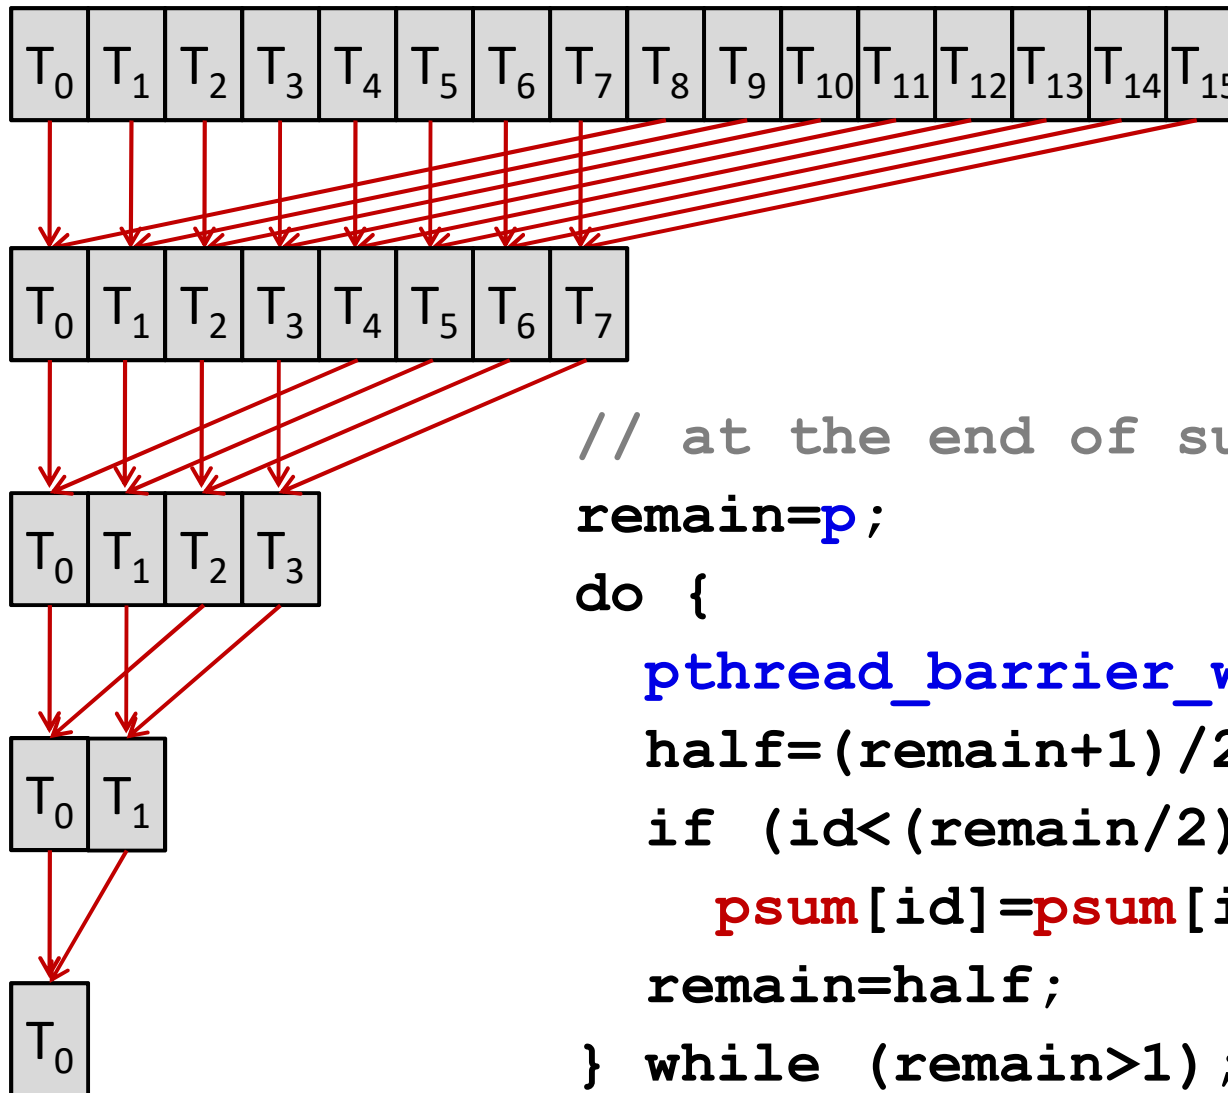 T0 T1 T2 T3 T4 T5 T6 T7 T8 T9 T10 T11 T12 T13 T14 T15
T0 T1 T2 T3 T4 T5 T6 T7
// at the end of
remain=p;
T0 T1 T2 T3
do {
pthread_barrier_
half=(remain+1)/2
T0 T1
if (id<(remain/2)
psum[id]=psum[i
remain=half;
T0
} while (remain>1);